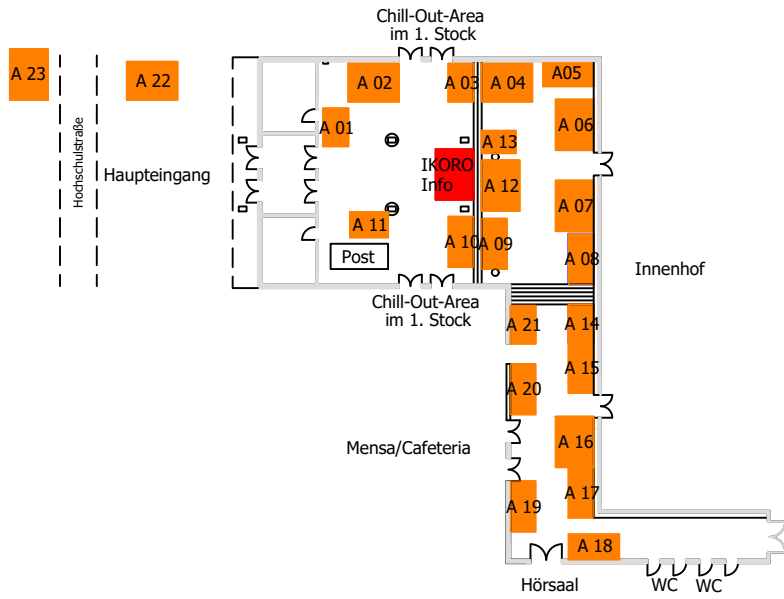 Chill-Out-Area
im 1. Stock
A 23
A 22
A 02
A 03
A 04
A05
A 01
A 06
A 13
Hochschulstraße
Haupteingang
IKORO
Info
A 12
A 07
A 11
A 10
A 09
A 08
Post
Innenhof
Chill-Out-Area
im 1. Stock
A 21
A 14
A 15
A 20
Mensa/Cafeteria
A 16
A 17
A 19
A 18
Hörsaal
WC
WC